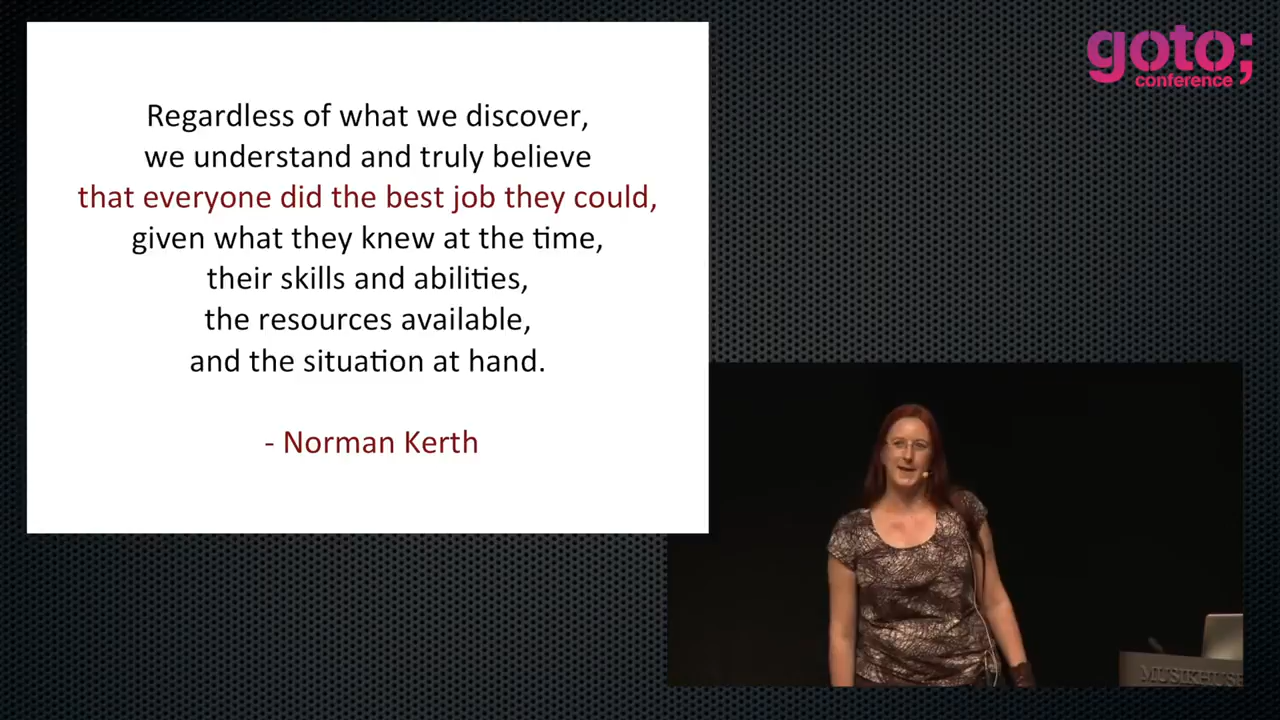 goto;
conference
Regardless of what we discover,
we understand and truly believe
that everyone did the best job they could,
given what they knew at the time,
their skills and abilities,
the resources available,
and the situation at hand.
- Norman Kerth
MUSIKHUSE